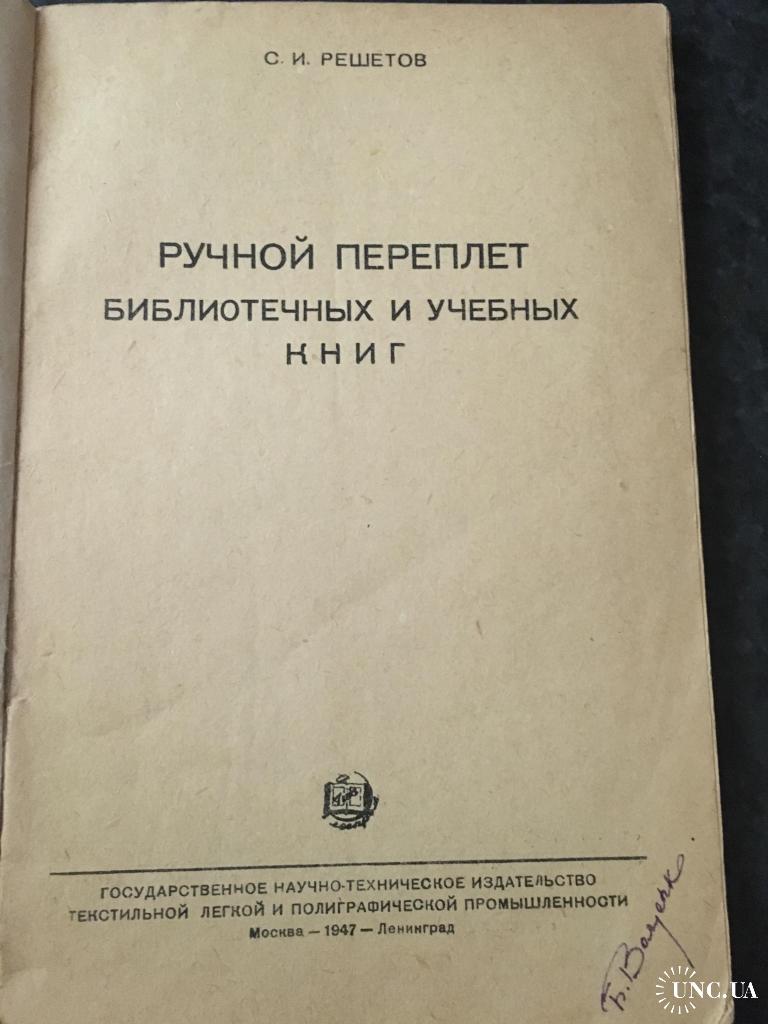 С. И. РЕШЕТОВ
РУЧНОЙ ПЕРЕПЛЕТ
БИБЛИОТЕЧНЫХ И УЧЕБНЫХ
КНИГ
ГОСУДАРСТВЕННОЕ НАУЧНО-ТЕХНИЧЕСКОЕ ИЗДАТЕЛЬСТВО
ТЕКСТИЛЬНОЙ ЛЕГКОЙ И ПОЛИГРАФИЧЕСКОЙ ПРОМЫШЛЕННОСТИ
Москва — 1947 — Ленинград
Б.
UNC.UA